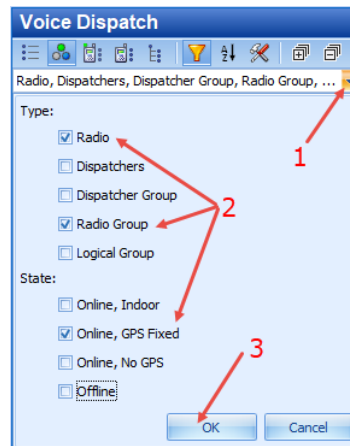 Voice Dispatch
Radio, Dispatchers, Dispatcher Group, Radio Group, ...
1
Type:
Radio
Dispatchers
Dispatcher Group
2
Radio Group
Logical Group
State:
Online, Indoor
Online, GPS Fixed
Online, No GPS
3
Offline
OK Cancel